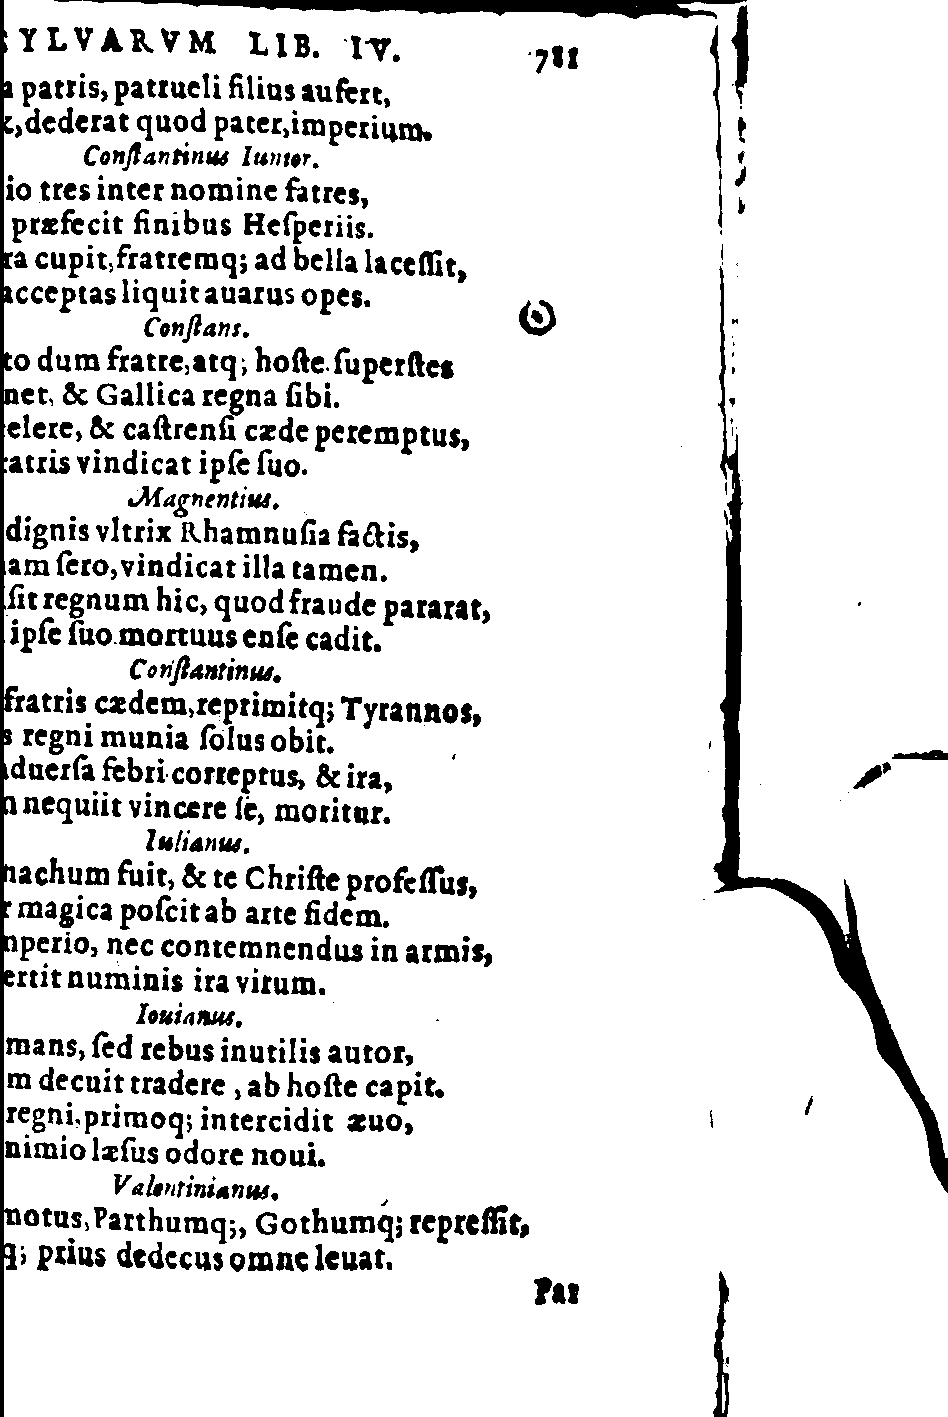 SYLVARVM LIB. IV. 711
patris, patrueli filius aufert,
dederat quod pater, imperium.
Conſtantinus Iunior.
io tres inter nomine fatres,
præfecit finibus Heſperiis.
ra cupit, fratremq; ad bella laceſſit,
acceptas liquit auarus opes.
Conſtans.
to dum fratre, atq; hoſte ſuperſtes
net, & Gallica regna ſibi.
elere, & caſtrenſi cæde peremptus,
ratris vindicat ipſe ſuo.
Magnentius.
dignis vltrix Rhamnuſia factis,
am ſero, vindicat illa tamen.
ſit regnum hic, quod fraude pararat,
ipſe ſuo mortuus enſe cadit.
Conſtantinus.
fratris cædem, reprimitq; Tyrannos,
s regni munia ſolus obit.
duerſa febri correptus, & ira,
n nequiit vincere ſe, moritur.
Iulianus.
machum fuit, & te Chriſte profeſſus,
r magica poſcit ab arte fidem.
mperio, nec contemnendus in armis,
ertit numinis ira virum.
Iouianus.
mans, ſed rebus inutilis autor,
m decuit tradere, ab hoſte capit.
regni, primoq; intercidit æuo,
nimio læſus odore noui.
Valentinianus.
motus, Parthumq;, Gothumq́; repreſſit,
q; prius dedecus omne leuat.
Par